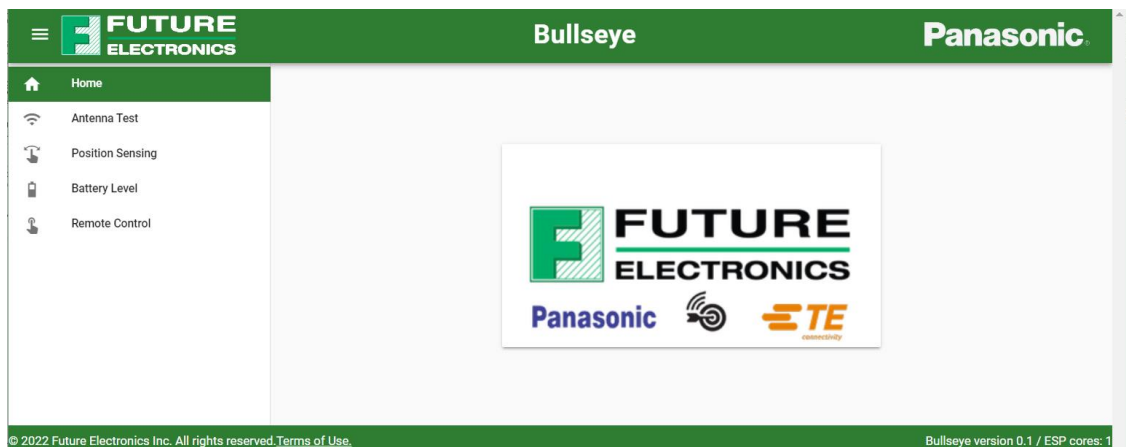 FUTURE
ELECTRONICS
Bullseye
Panasonic
Home
Antenna Test
Position Sensing
Battery Level
Remote Control
FUTURE
ELECTRONICS
Panasonic
TE
connectivity
© 2022 Future Electronics Inc. All rights reserved.Terms of Use.
Bullseye version 0.1 / ESP cores: 1